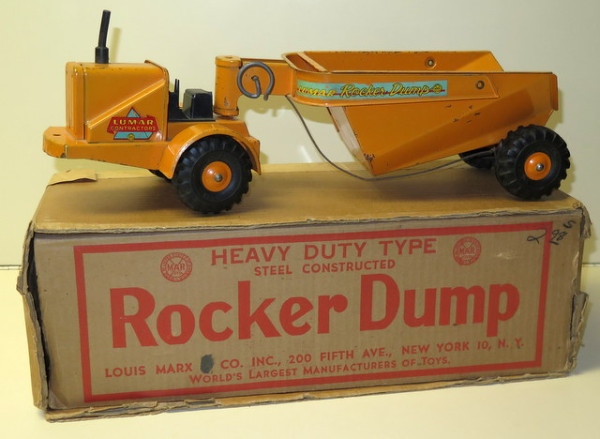 LUMAR
CONTRACTORS
Rocker Dump
HEAVY DUTY TYPE
STEEL CONSTRUCTED
MAR
Rocker Dump
LOUIS MARX CO. INC., 200 FIFTH AVE., NEW YORK 10, N. Y.
WORLD'S LARGEST MANUFACTURERS OF TOYS.